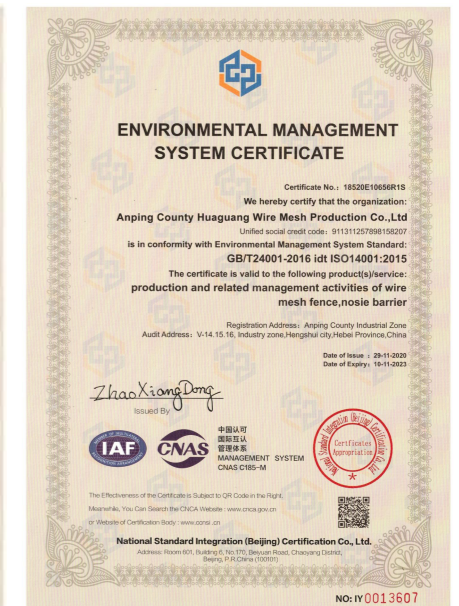 ENVIRONMENTAL MANAGEMENT
SYSTEM CERTIFICATE
Certificate No.: 18520E10656R1S
We hereby certify that the organization:
Anping County Huaguang Wire Mesh Production Co.,Ltd
Unified social credit code: 911311257898158207
is in conformity with Environmental Management System Standard:
GB/T24001-2016 idt ISO14001:2015
The certificate is valid to the following product(s)/service:
production and related management activities of wire
mesh fence,nosie barrier
Registration Address: Anping County Industrial Zone
Audit Address: V-14.15.16, Industry zone,Hengshui city,Hebei Province,China
Date of Issue : 29-11-2020
Date of Expiry: 10-11-2023
ZhaoXiangDong
Issued By
IAF
CNAS
中国认可
国际互认
管理体系
MANAGEMENT SYSTEM
CNAS C185-M
National Standard Integration (Beijing) Certification Co., Ltd
Certificates
Appropriation
The Effectiveness of the Certificate is Subject to QR Code in the Right.
Meanwhile, You Can Search the CNCA Website : www.cnca.gov.cn
or Website of Certification Body : www.consi .cn
National Standard Integration (Beijing) Certification Co., Ltd.
Address: Room 601, Building 6, No.170, Beiyuan Road, Chaoyang District,
Beijing, P.R.China (100101)
NO: IY0013607